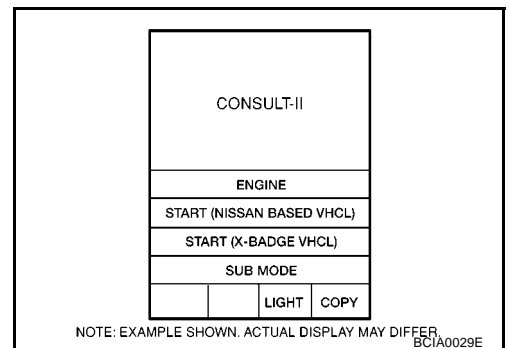 CONSULT-II
ENGINE
START (NISSAN BASED VHCL)
START (X-BADGE VHCL)
SUB MODE
LIGHT COPY
NOTE: EXAMPLE SHOWN. ACTUAL DISPLAY MAY DIFFER.
BCIA0029E